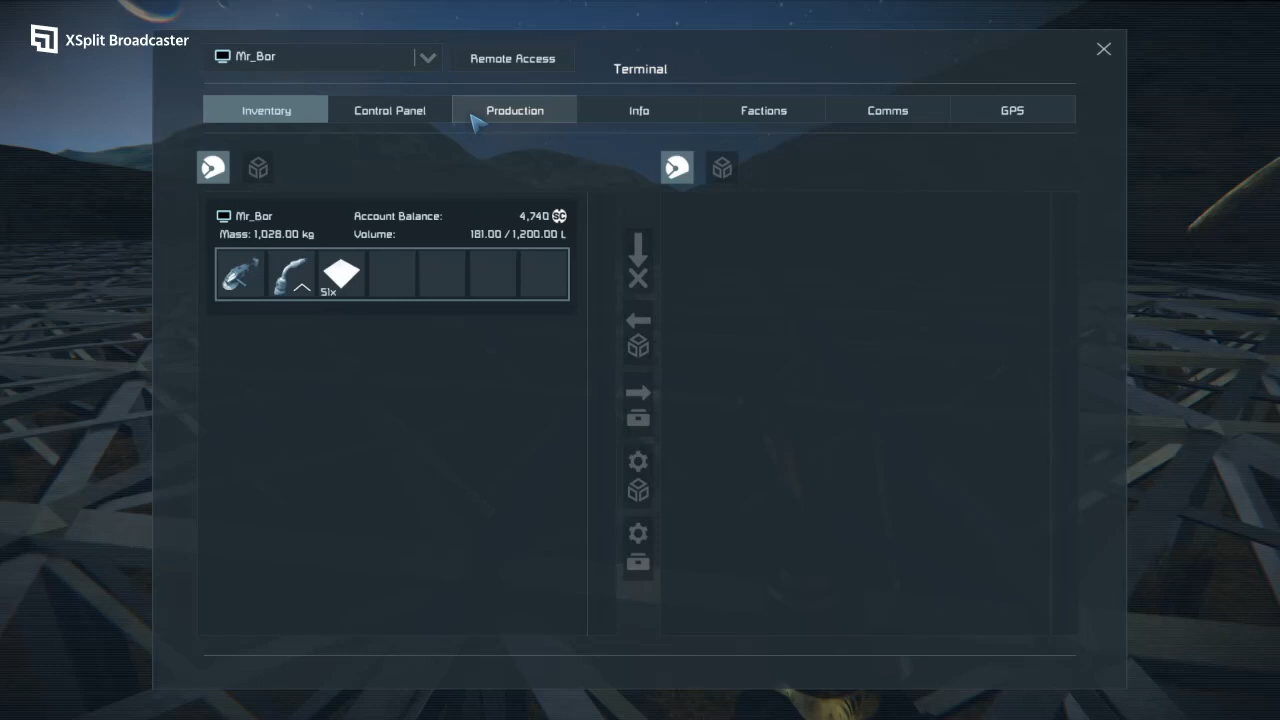 XSplit Broadcaster
Mr_Bor
Remote Access
Terminal
Inventory
Control Panel
Production
Info
Factions
Comms
GPS
Mr_Bor
Account Balance:
4,740 SC
Mass: 1,028.00 kg
Volume:
181.00 / 1,200.00 L
51x